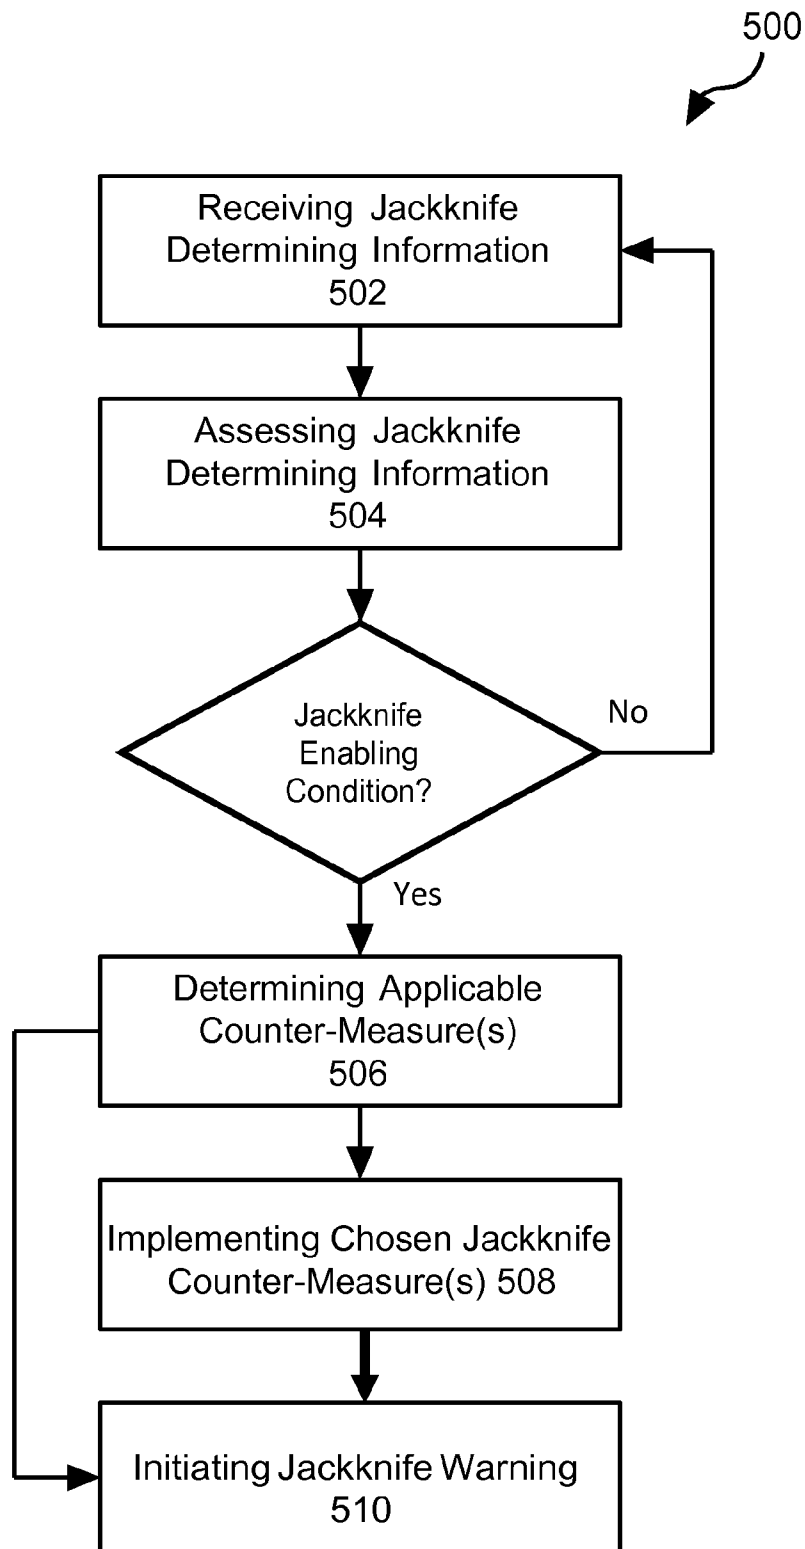 500
Receiving Jackknife
Determining Information
502
Assessing Jackknife
Determining Information
504
Jackknife
Enabling
Condition?
No
Yes
Determining Applicable
Counter-Measure(s)
506
Implementing Chosen Jackknife
Counter-Measure(s) 508
Initiating Jackknife Warning
510